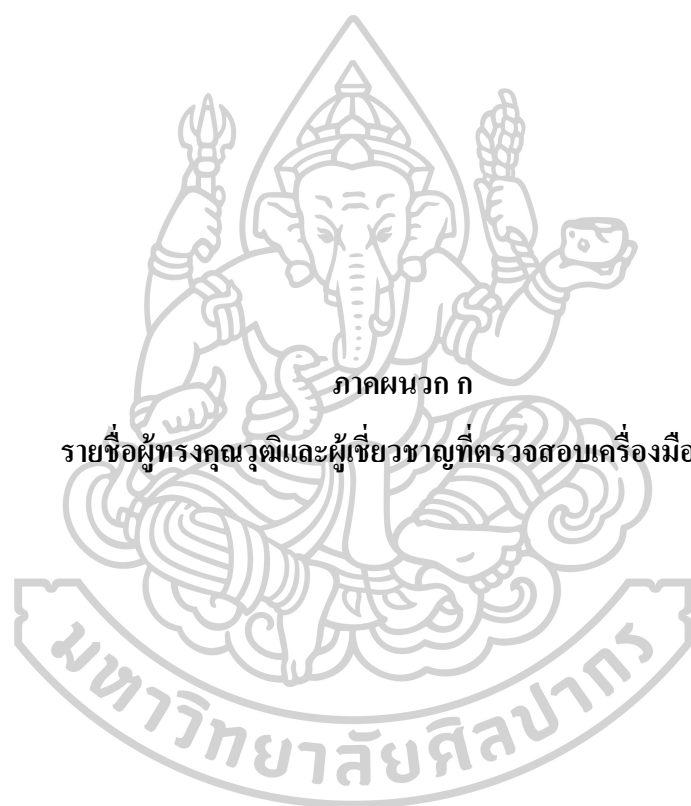 ภาคผนวก ก
รายชื่อผู้ทรงคุณวุฒิและผู้เชี่ยวชาญที่ตรวจสอบเครื่องมือ
มหาวิทยาลัยศิลปากร